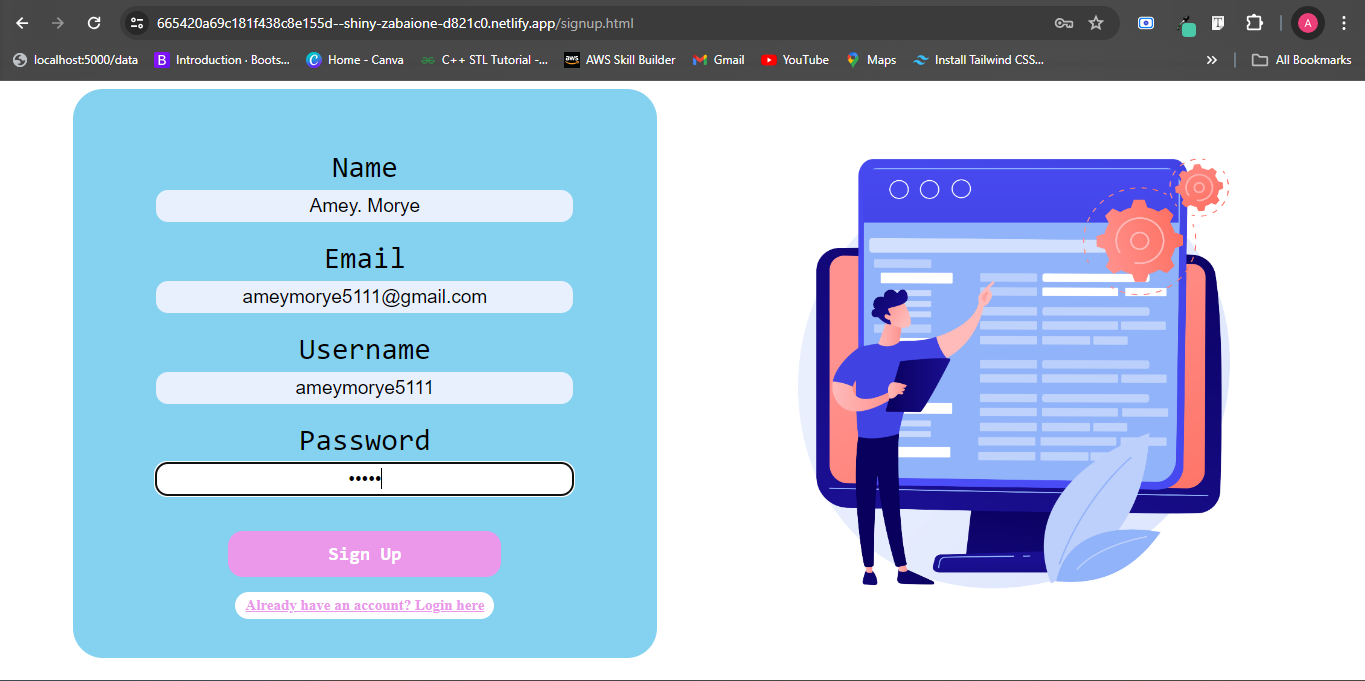 665420a69c181f438c8e155d--shiny-zabaione-d821c0.netlify.app/signup.html
A
localhost:5000/data
B Introduction · Boots...
C Home - Canva
C++ STL Tutorial -...
aws AWS Skill Builder
Gmail
YouTube
Maps
Install Tailwind CSS...
All Bookmarks
Name
Amey. Morye
Email
ameymorye5111@gmail.com
Username
ameymorye5111
Password
•••••
Sign Up
Already have an account? Login here